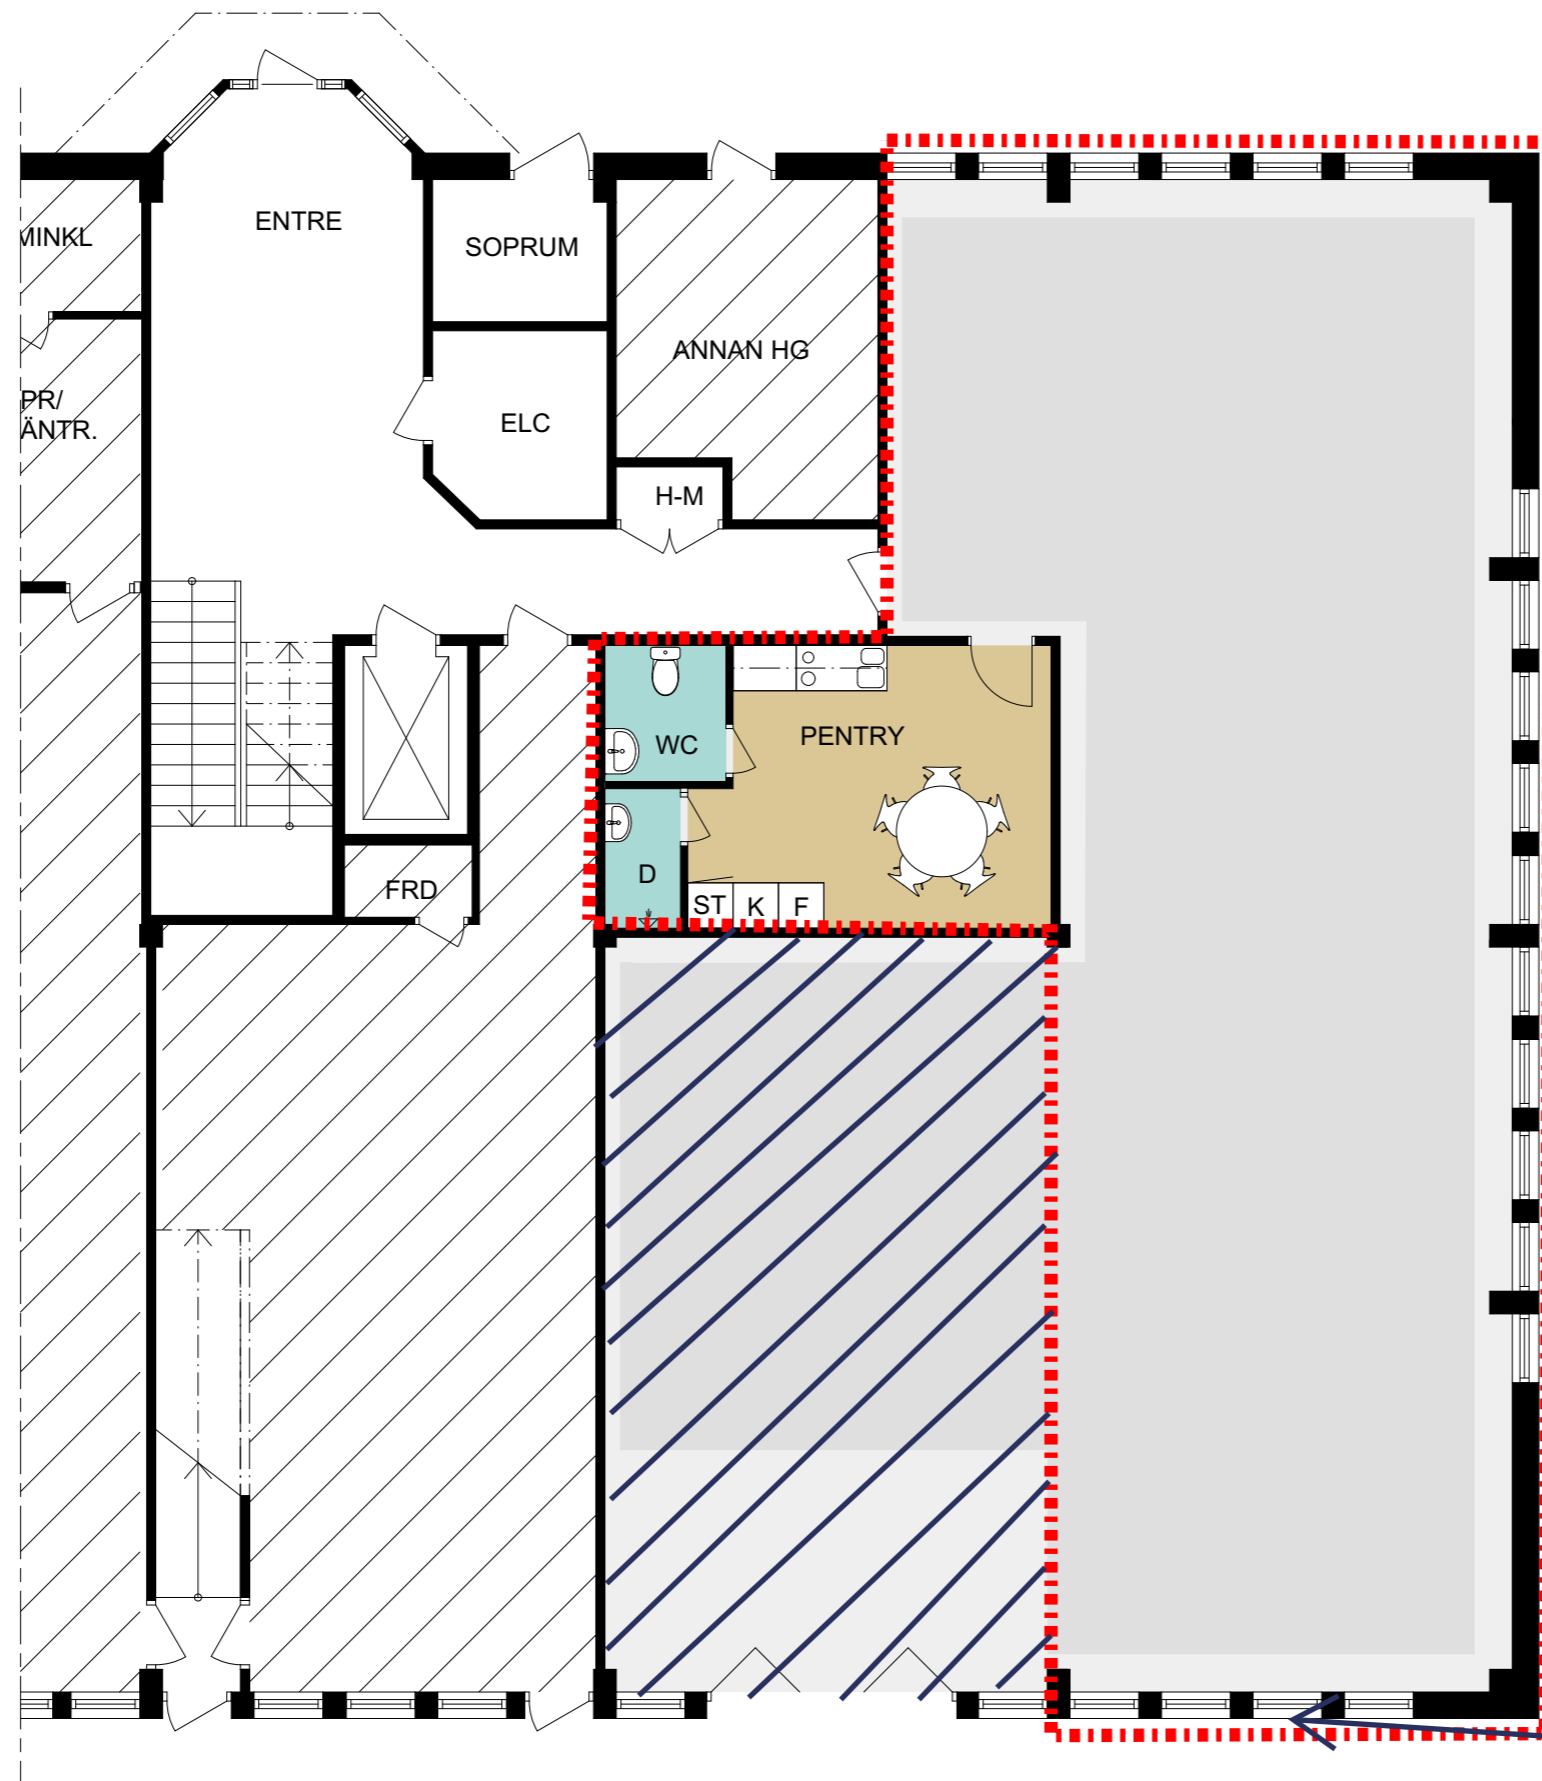 ENTRE
SOPRUM
MINKL
ANNAN HG
PR/
ÄNTR.
ELC
H-M
WC
PENTRY
D
FRD
ST
K
F